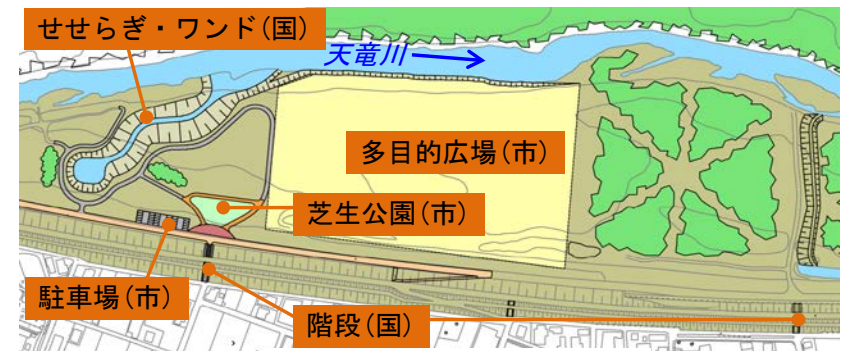 せせらぎ・ワンド(国)
天竜川
多目的広場(市)
芝生公園(市)
駐車場(市)
階段(国)